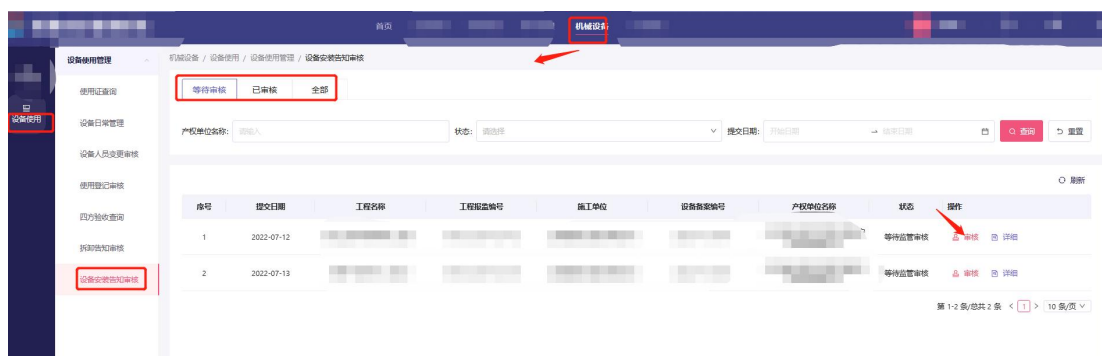 首页 机械设备
设备使用管理 机械设备 / 设备使用 / 设备使用管理 / 设备安装告知审核
设备使用
使用证查询
设备日常管理
设备人员变更审核
使用登记审核
四方验收查询
拆卸告知审核
设备安装告知审核
等待审核 已审核 全部
产权单位名称: 请输入 状态: 请选择 提交日期: 开始日期 → 结束日期 查询 重置
刷新
序号 提交日期 工程名称 工程报监编号 施工单位 设备备案编号 产权单位名称 状态 操作
1 2022-07-12 等待监管审核 审核 详细
2 2022-07-13 等待监管审核 审核 详细
第 1-2 条/总共 2 条 < 1 > 10 条/页